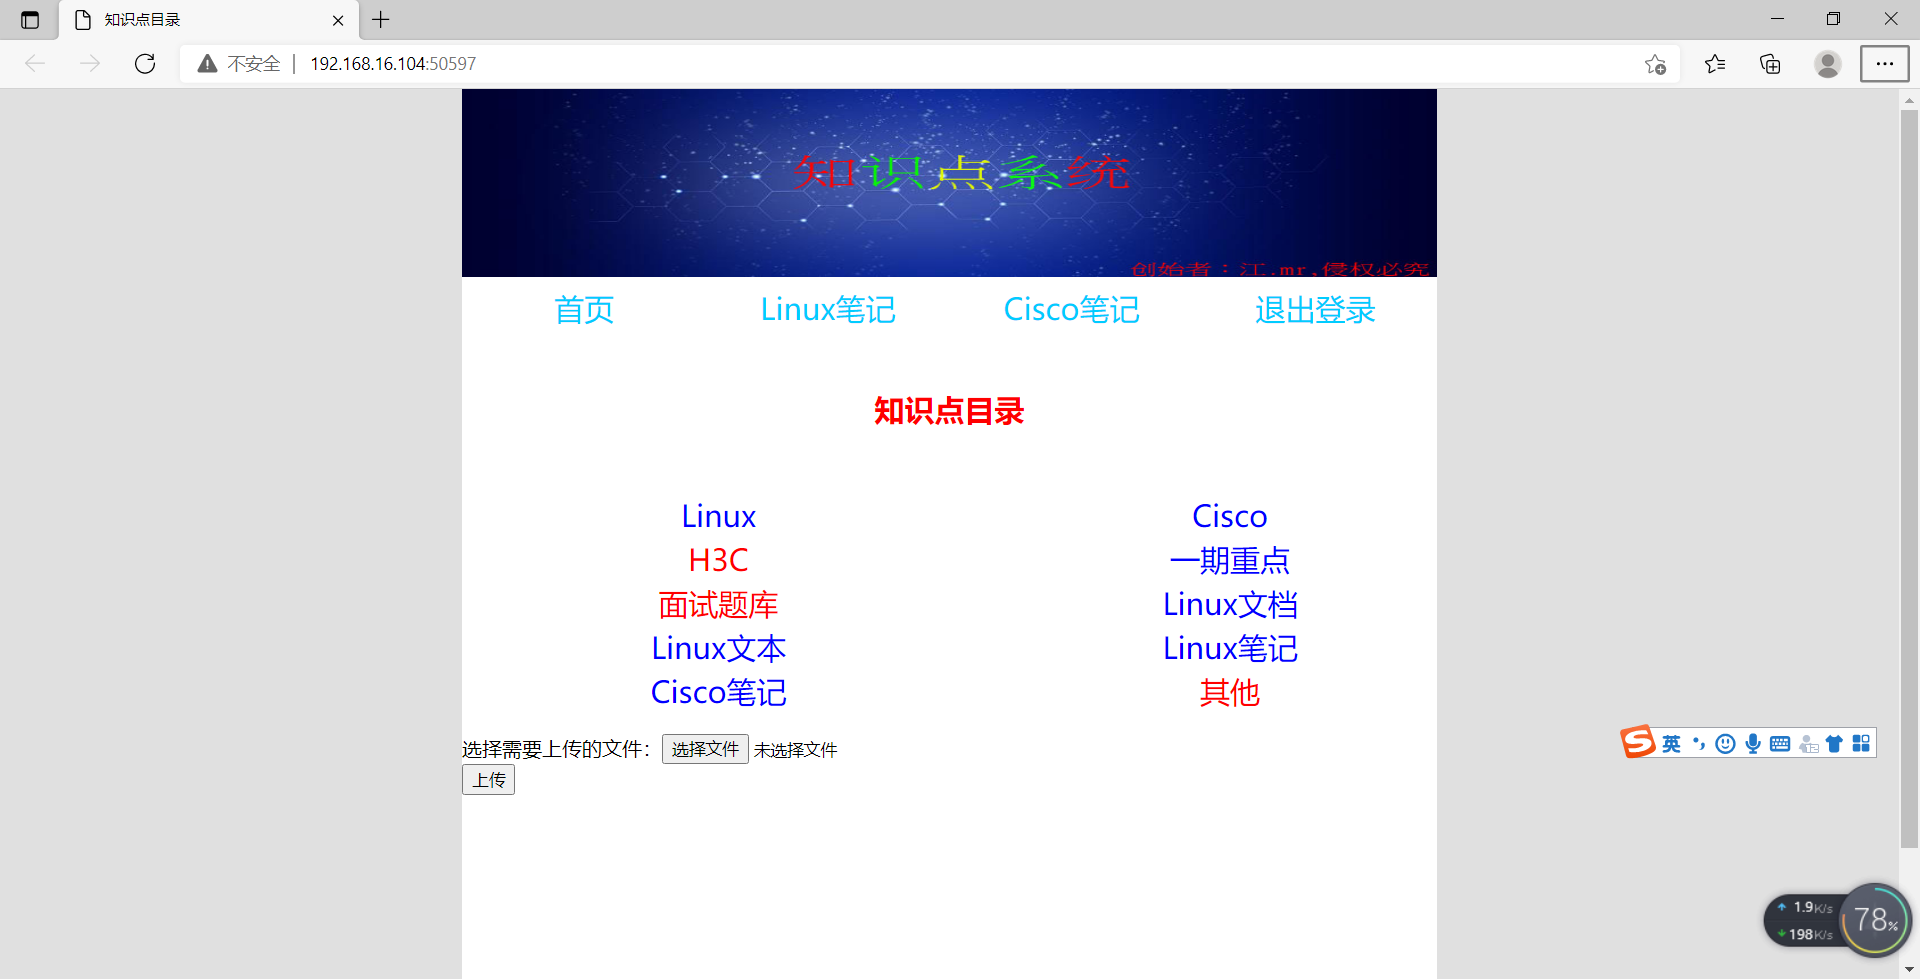 知识点目录
不安全 192.168.16.104:50597
知识点系统
创始者：江.mr,侵权必究
首页 Linux笔记 Cisco笔记 退出登录
知识点目录
Linux Cisco
H3C 一期重点
面试题库 Linux文档
Linux文本 Linux笔记
Cisco笔记 其他
选择需要上传的文件： 选择文件 未选择文件
上传
S 英
1.9K/s
198K/s
78%